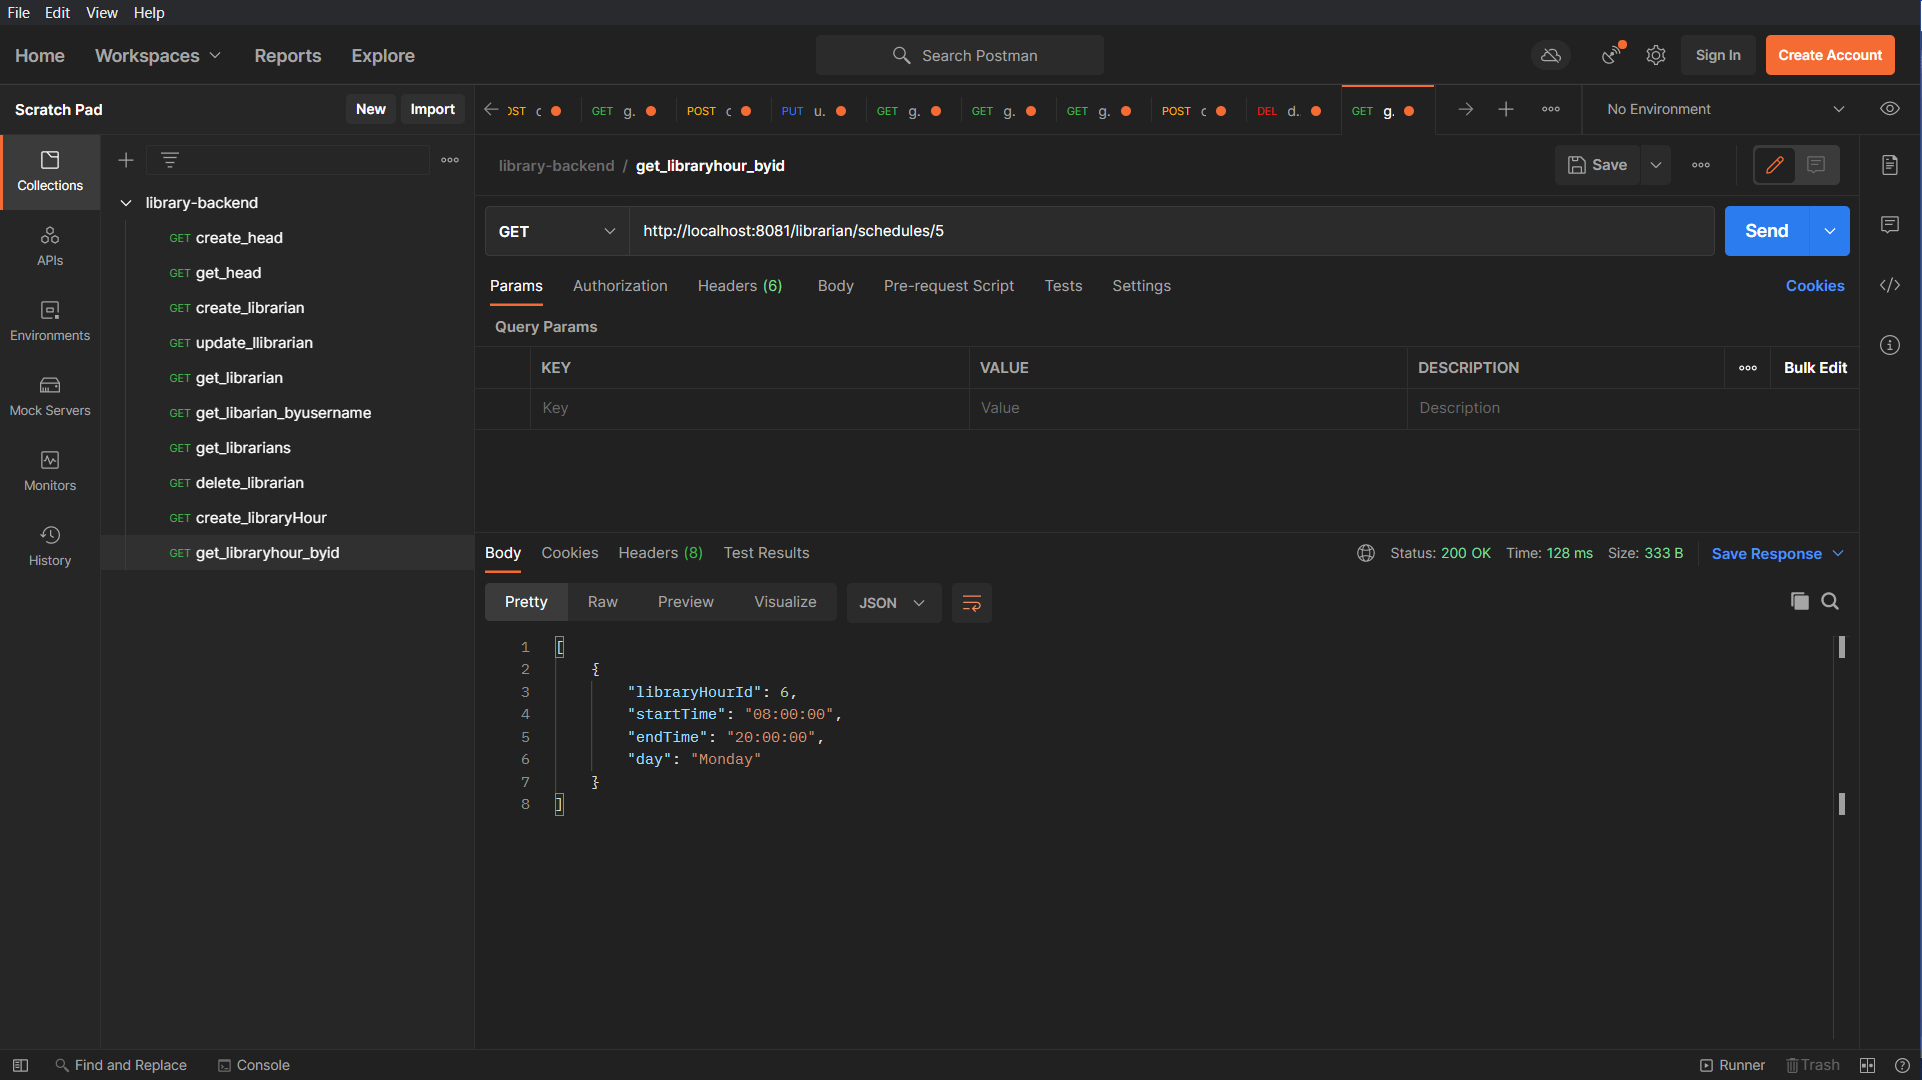 File Edit View Help
Home Workspaces Reports Explore Search Postman Sign In Create Account
Scratch Pad New Import OST c GET g. POST c PUT u. GET g. GET g. GET g. POST c DEL d. GET g. No Environment
library-backend / get_libraryhour_byid Save
Collections
APIs
Environments
Mock Servers
Monitors
History
library-backend
GET create_head
GET get_head
GET create_librarian
GET update_llibrarian
GET get_librarian
GET get_libarian_byusername
GET get_librarians
GET delete_librarian
GET create_libraryHour
GET get_libraryhour_byid
GET http://localhost:8081/librarian/schedules/5 Send
Params Authorization Headers (6) Body Pre-request Script Tests Settings Cookies
Query Params
KEY VALUE DESCRIPTION Bulk Edit
Key Value Description
Body Cookies Headers (8) Test Results Status: 200 OK Time: 128 ms Size: 333 B Save Response
Pretty Raw Preview Visualize JSON
1 [
2 {
3 "libraryHourId": 6,
4 "startTime": "08:00:00",
5 "endTime": "20:00:00",
6 "day": "Monday"
7 }
8 ]
Find and Replace Console Runner Trash